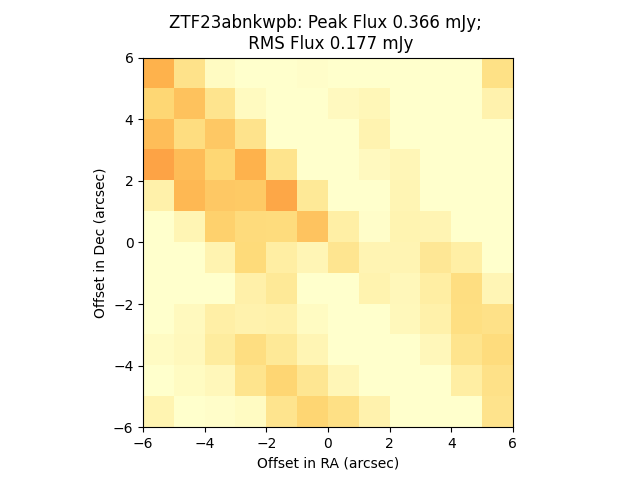 ZTF23abnkwpb: Peak Flux 0.366 mJy;
RMS Flux 0.177 mJy
6
4
2
0
−2
−4
−6
Offset in Dec (arcsec)
−6 −4 −2 0 2 4 6
Offset in RA (arcsec)